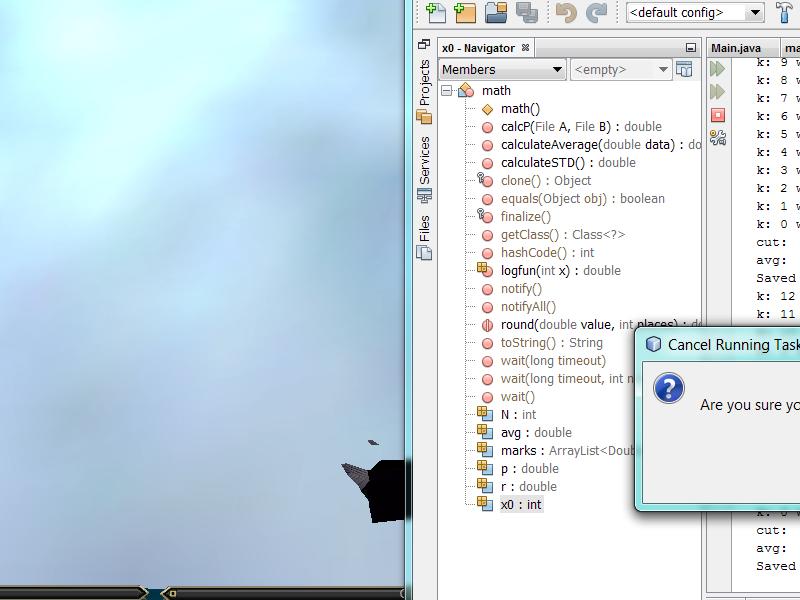 <default config>
x0 - Navigator
Main.java
Members
<empty>
Projects
Services
Files
math
math()
calcP(File A, File B) : double
calculateAverage(double data) : do
calculateSTD() : double
clone() : Object
equals(Object obj) : boolean
finalize()
getClass() : Class<?>
hashCode() : int
logfun(int x) : double
notify()
notifyAll()
round(double value, int places) : d
toString() : String
wait(long timeout)
wait(long timeout, int n
wait()
N : int
avg : double
marks : ArrayList<Doub
p : double
r : double
x0 : int
k: 9
k: 8
k: 7
k: 6
k: 5
k: 4
k: 3
k: 2
k: 1
k: 0
cut:
avg:
Saved
k: 12
k: 11
Cancel Running Task
Are you sure yo
cut:
avg:
Saved